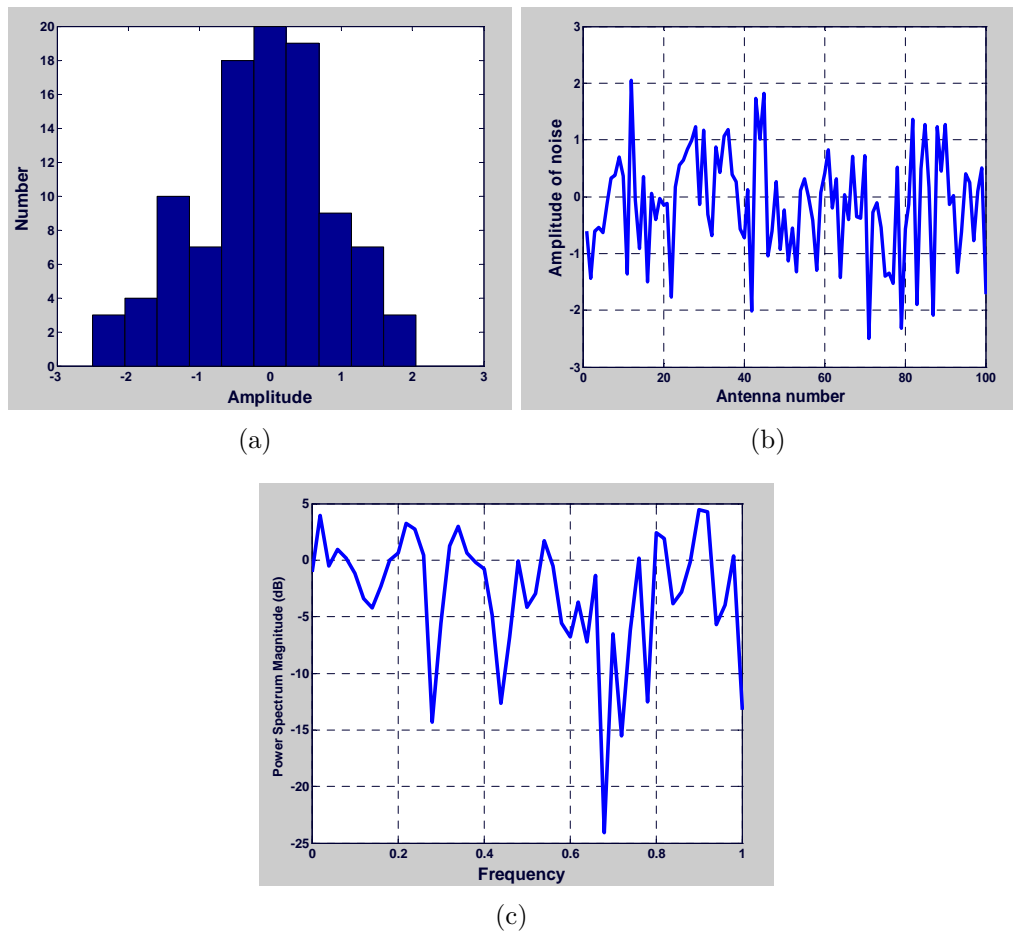 20
18
16
14
12
10
8
6
4
2
0
-3 -2 -1 0 1 2 3
Number
Amplitude
(a)
3
2
1
0
-1
-2
-3
0 20 40 60 80 100
Amplitude of noise
Antenna number
(b)
5
0
-5
-10
-15
-20
-25
0 0.2 0.4 0.6 0.8 1
Power Spectrum Magnitude (dB)
Frequency
(c)